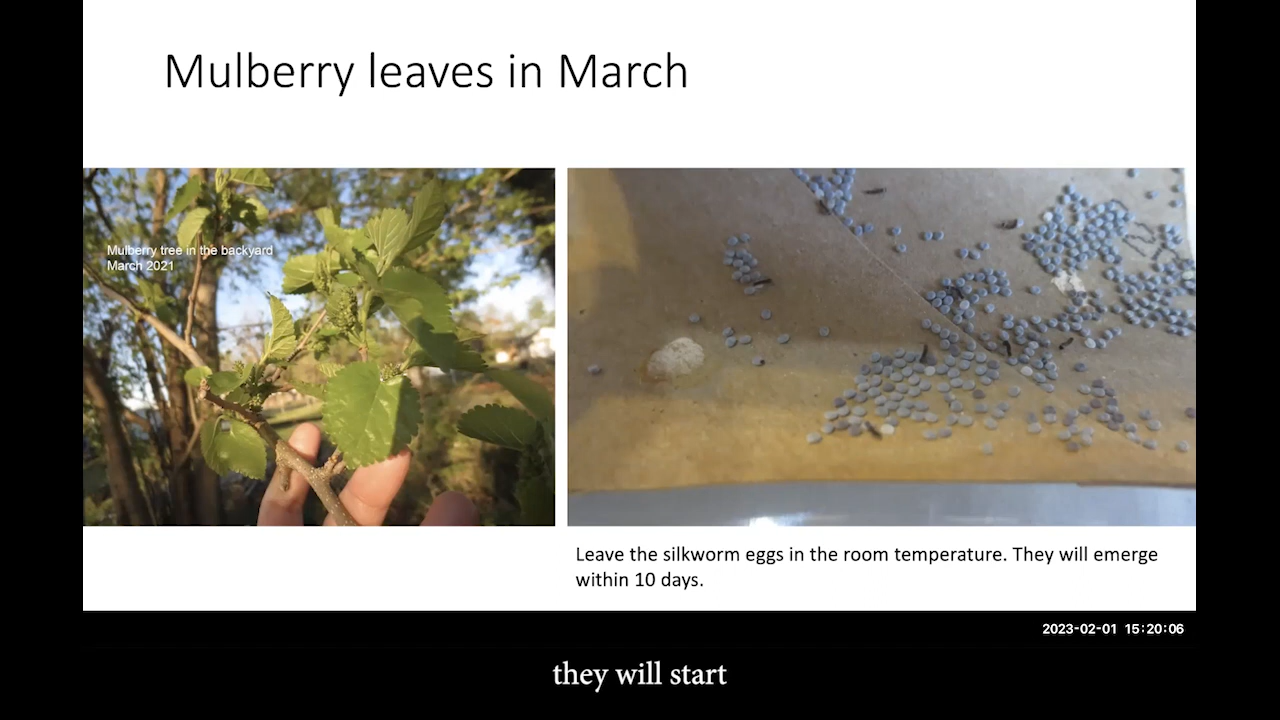 Mulberry leaves in March
Mulberry tree in the backyard
March 2021
Leave the silkworm eggs in the room temperature. They will emerge
within 10 days.
2023-02-01 15:20:06
they will start